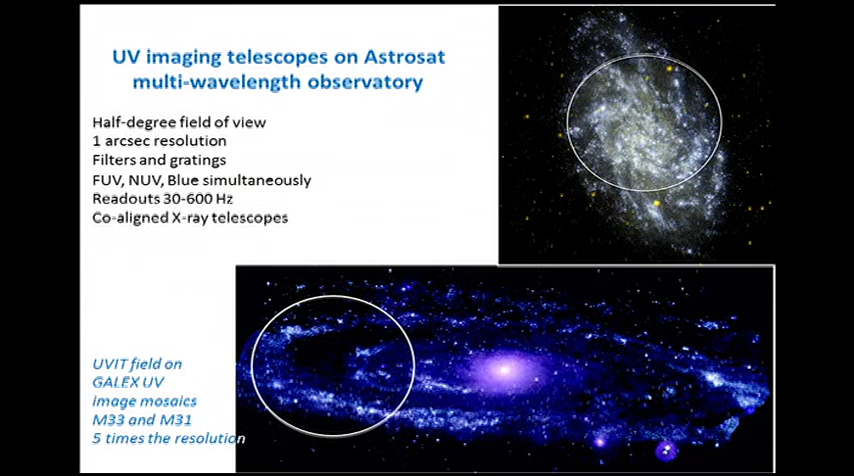 UV imaging telescopes on Astrosat
multi-wavelength observatory
Half-degree field of view
1 arcsec resolution
Filters and gratings
FUV, NUV, Blue simultaneously
Readouts 30-600 Hz
Co-aligned X-ray telescopes
UVIT field on
GALEX UV
image mosaics
M33 and M31
5 times the resolution